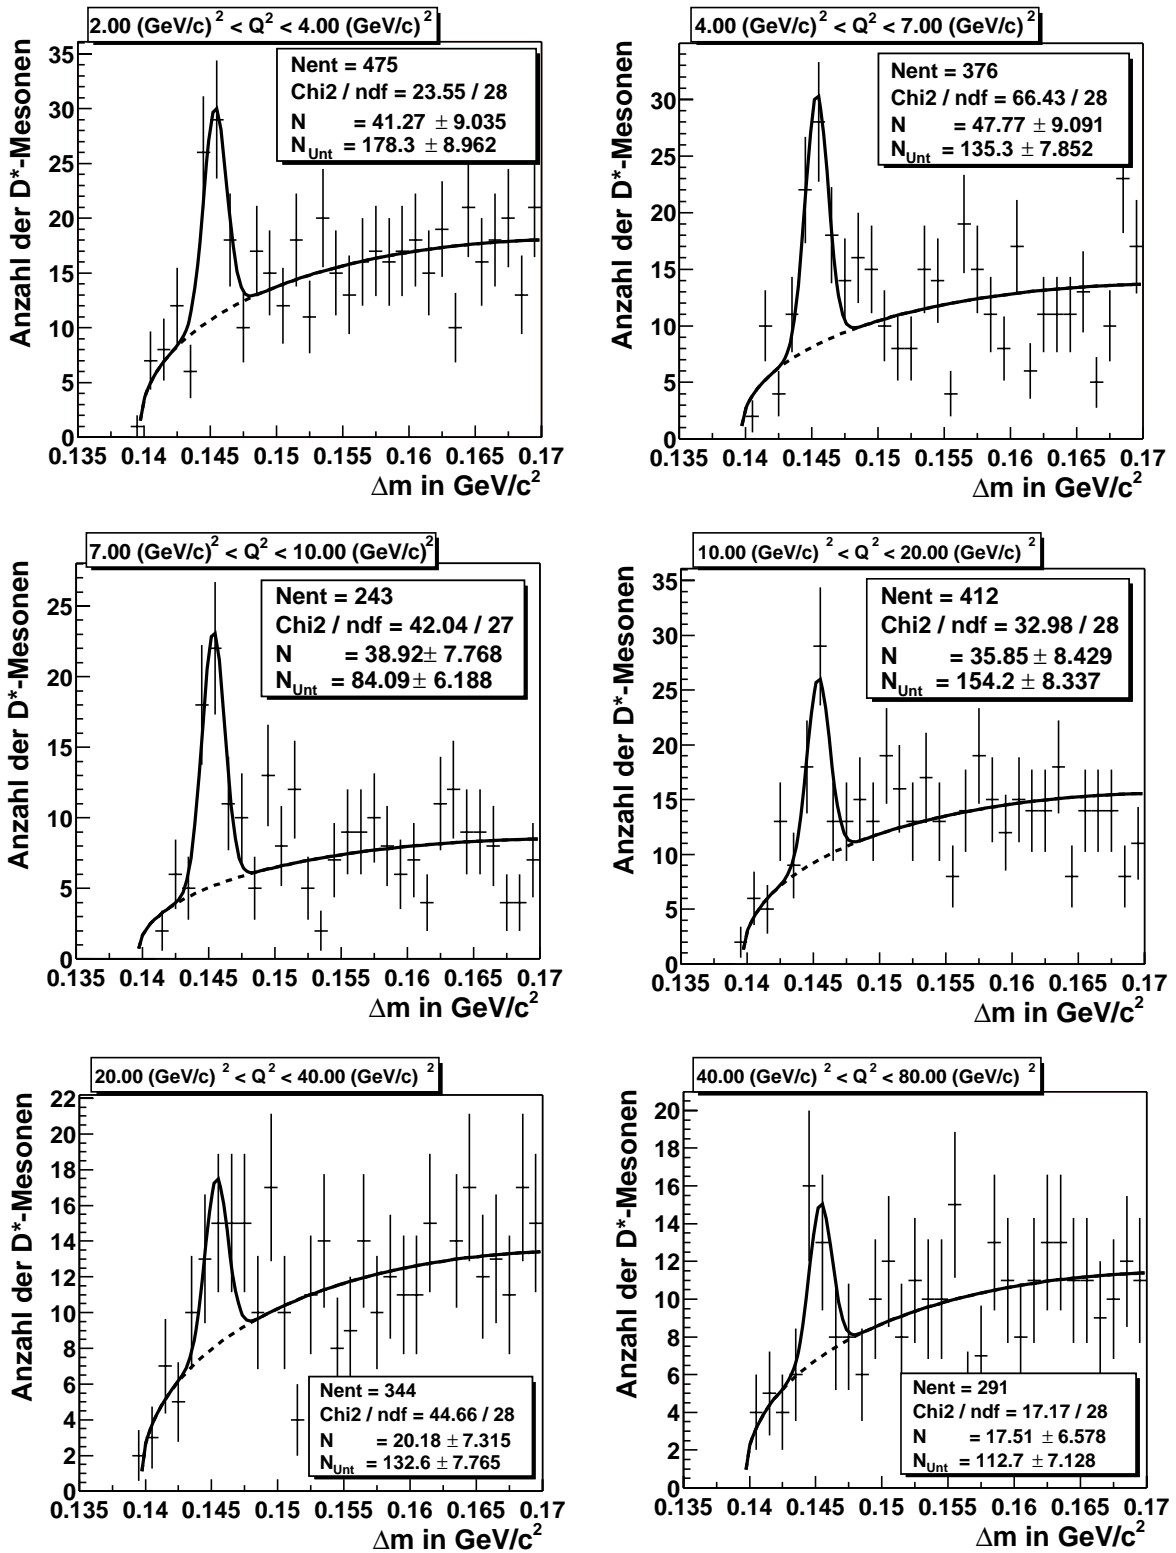 2.00 (GeV/c)² < Q² < 4.00 (GeV/c)²
Anzahl der D*-Mesonen
35
30
25
20
15
10
5
0
Nent = 475
Chi2 / ndf = 23.55 / 28
N = 41.27 ± 9.035
N_Unt = 178.3 ± 8.962
0.135 0.14 0.145 0.15 0.155 0.16 0.165 0.17
Δm in GeV/c²
4.00 (GeV/c)² < Q² < 7.00 (GeV/c)²
Anzahl der D*-Mesonen
30
25
20
15
10
5
0
Nent = 376
Chi2 / ndf = 66.43 / 28
N = 47.77 ± 9.091
N_Unt = 135.3 ± 7.852
0.135 0.14 0.145 0.15 0.155 0.16 0.165 0.17
Δm in GeV/c²
7.00 (GeV/c)² < Q² < 10.00 (GeV/c)²
Anzahl der D*-Mesonen
25
20
15
10
5
0
Nent = 243
Chi2 / ndf = 42.04 / 27
N = 38.92 ± 7.768
N_Unt = 84.09 ± 6.188
0.135 0.14 0.145 0.15 0.155 0.16 0.165 0.17
Δm in GeV/c²
10.00 (GeV/c)² < Q² < 20.00 (GeV/c)²
Anzahl der D*-Mesonen
35
30
25
20
15
10
5
0
Nent = 412
Chi2 / ndf = 32.98 / 28
N = 35.85 ± 8.429
N_Unt = 154.2 ± 8.337
0.135 0.14 0.145 0.15 0.155 0.16 0.165 0.17
Δm in GeV/c²
20.00 (GeV/c)² < Q² < 40.00 (GeV/c)²
Anzahl der D*-Mesonen
22
20
18
16
14
12
10
8
6
4
2
0
Nent = 344
Chi2 / ndf = 44.66 / 28
N = 20.18 ± 7.315
N_Unt = 132.6 ± 7.765
0.135 0.14 0.145 0.15 0.155 0.16 0.165 0.17
Δm in GeV/c²
40.00 (GeV/c)² < Q² < 80.00 (GeV/c)²
Anzahl der D*-Mesonen
20
18
16
14
12
10
8
6
4
2
0
Nent = 291
Chi2 / ndf = 17.17 / 28
N = 17.51 ± 6.578
N_Unt = 112.7 ± 7.128
0.135 0.14 0.145 0.15 0.155 0.16 0.165 0.17
Δm in GeV/c²